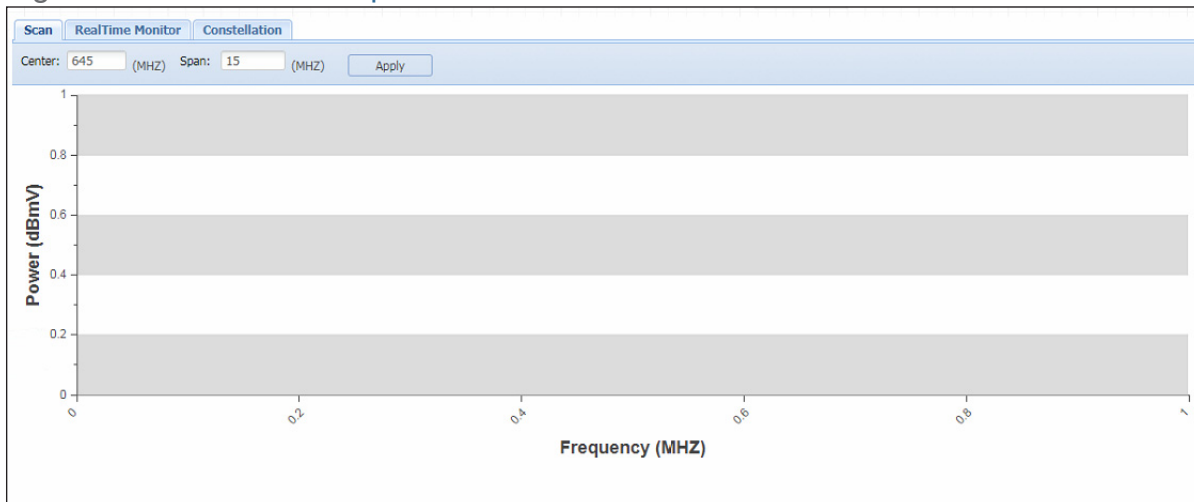 Scan RealTime Monitor Constellation
Center: 645 (MHZ) Span: 15 (MHZ) Apply
1
0.8
0.6
0.4
0.2
0
Power (dBmV)
0 0.2 0.4 0.6 0.8 1
Frequency (MHZ)